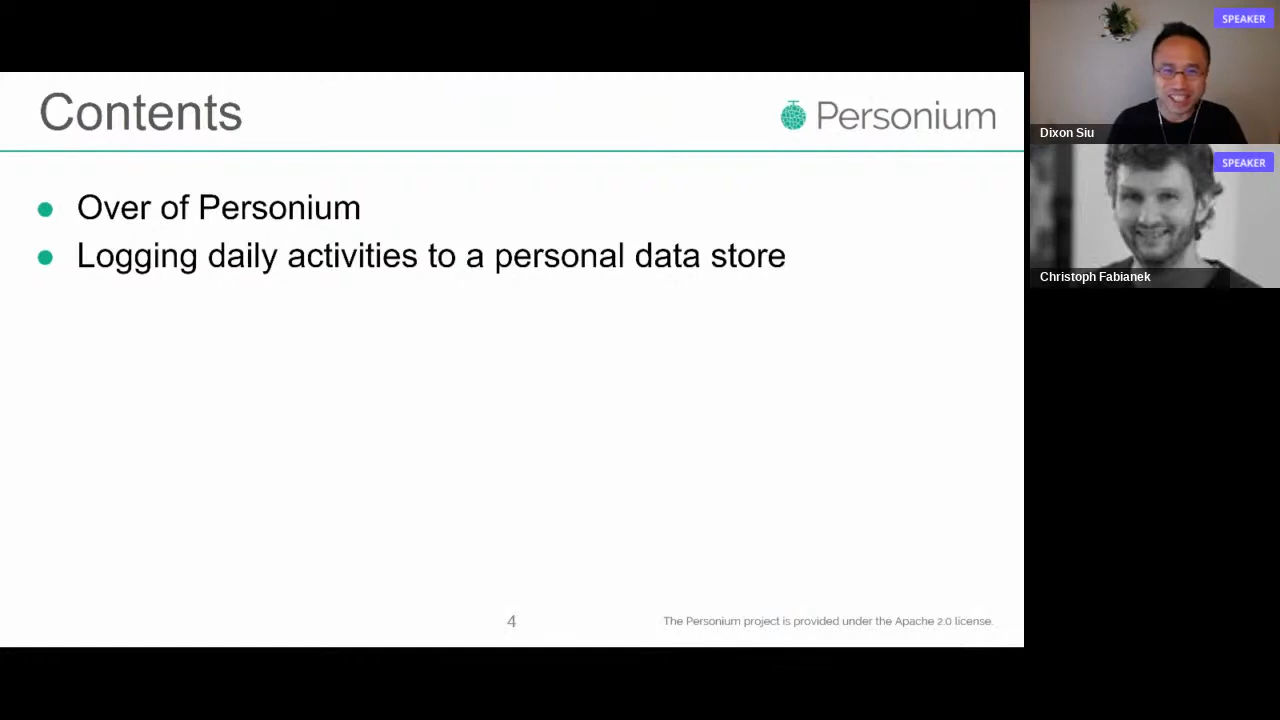 Contents
Personium
Over of Personium
Logging daily activities to a personal data store
4
The Personium project is provided under the Apache 2.0 license.
SPEAKER
Dixon Siu
SPEAKER
Christoph Fabianek